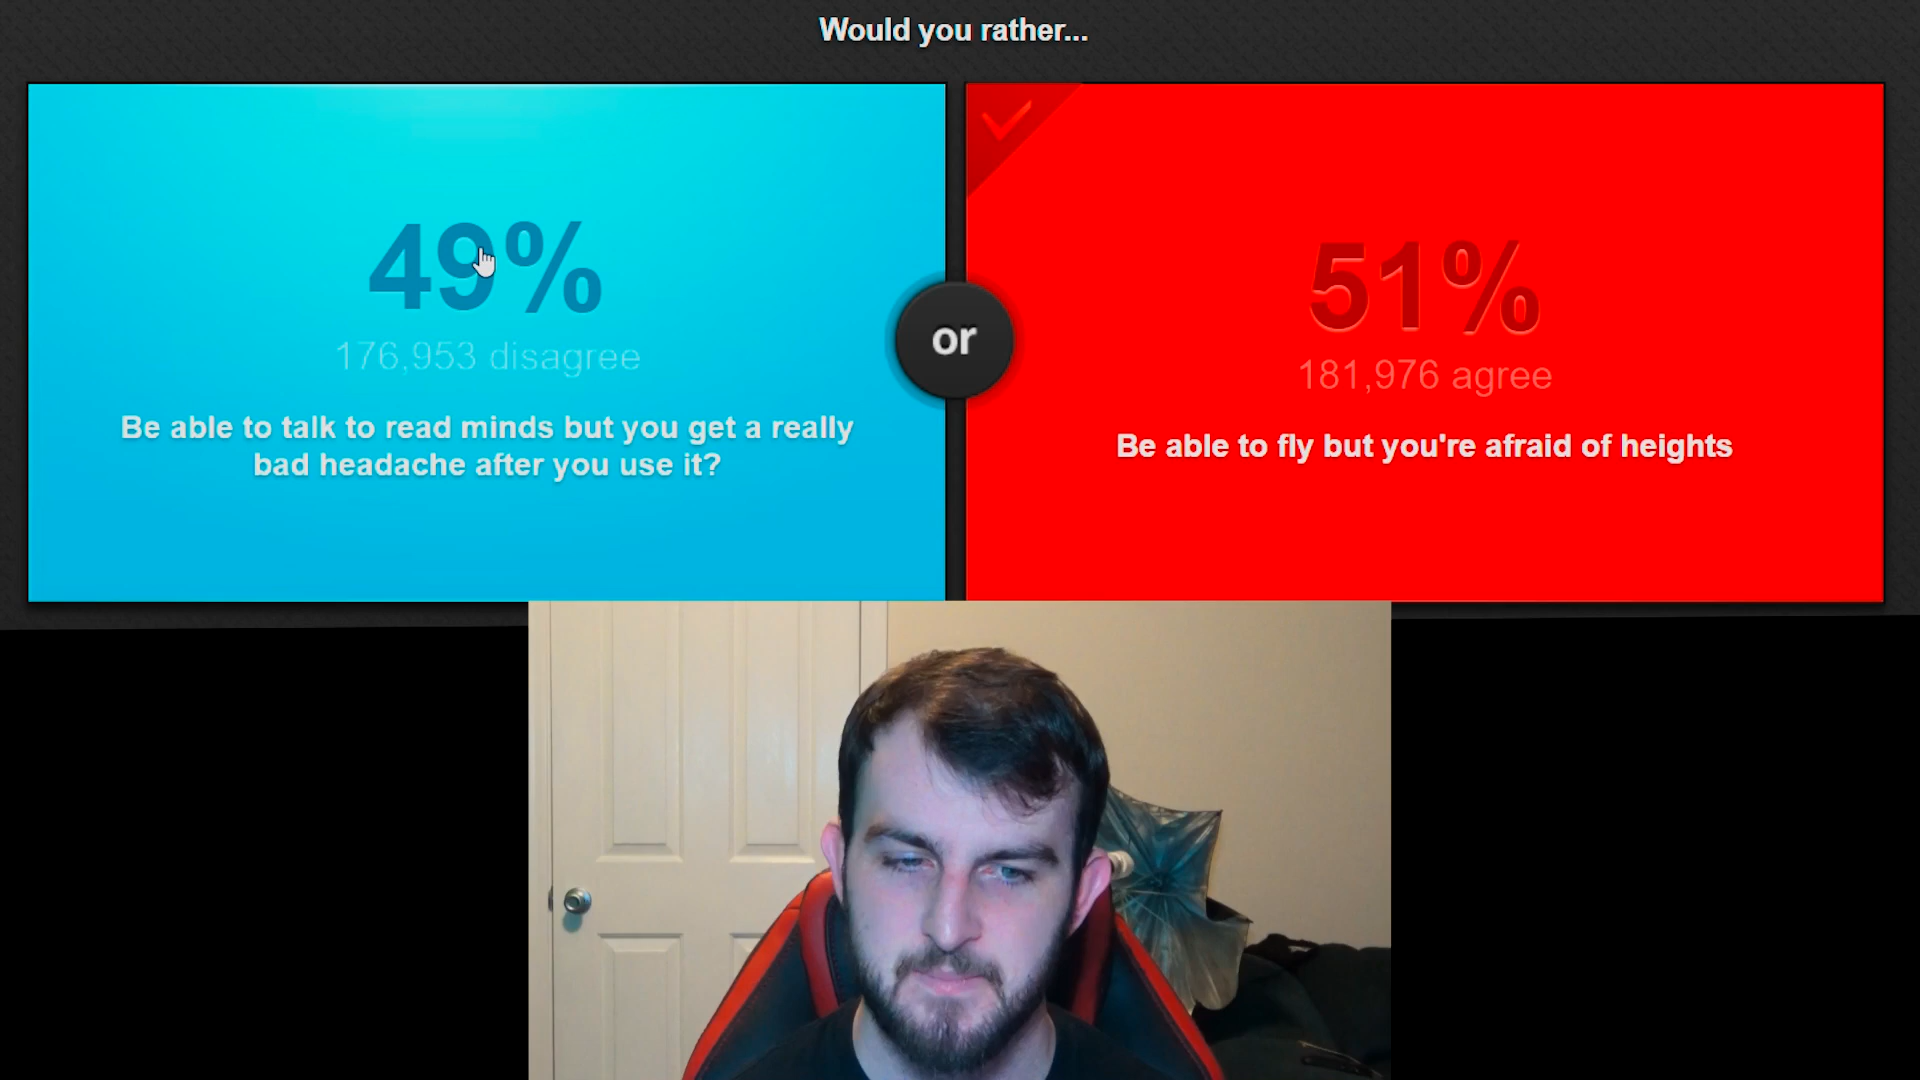 Would you rather...
49%
176,953 disagree
Be able to talk to read minds but you get a really
bad headache after you use it?
or
51%
181,976 agree
Be able to fly but you're afraid of heights